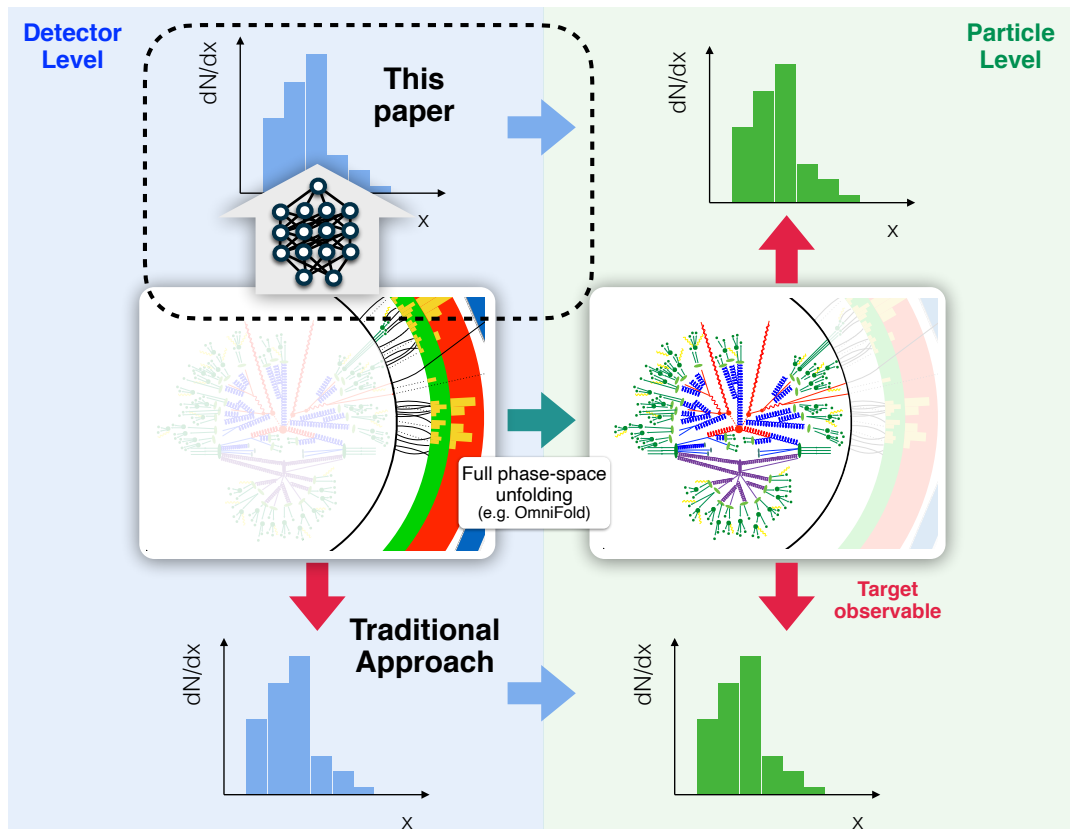 Detector
Level
Particle
Level
dN/dx
This
paper
X
dN/dx
X
Full phase-space
unfolding
(e.g. OmniFold)
Target
observable
Traditional
Approach
dN/dx
X
dN/dx
X